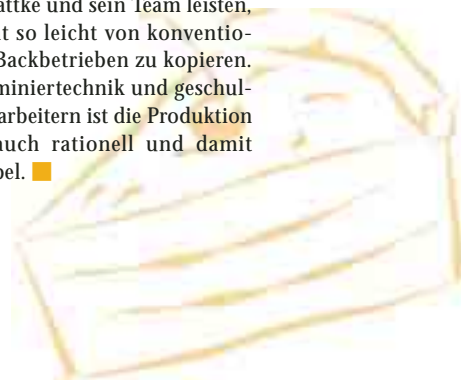 attke und sein Team leisten,
t so leicht von konventio-
Backbetrieben zu kopieren.
miniertechnik und geschul-
arbeitern ist die Produktion
auch rationell und damit
bel.